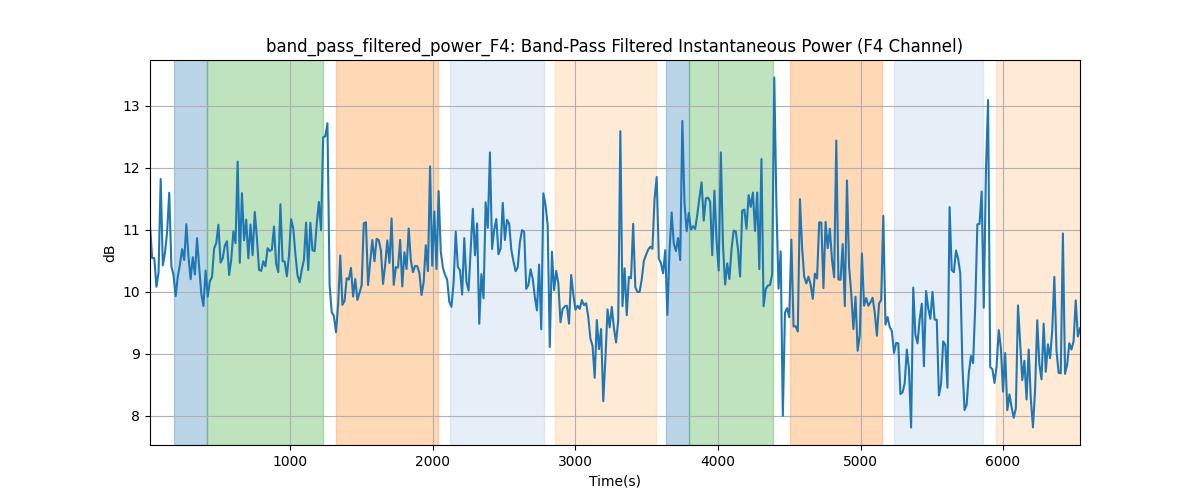 band_pass_filtered_power_F4: Band-Pass Filtered Instantaneous Power (F4 Channel)
dB
13
12
11
10
9
8
1000 2000 3000 4000 5000 6000
Time(s)